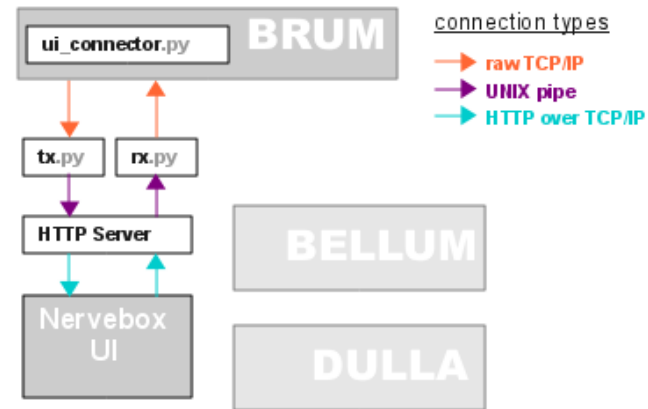 ui_connector.py
BRUM
connection types
raw TCP/IP
UNIX pipe
HTTP over TCP/IP
tx.py
rx.py
HTTP Server
BELLUM
Nervebox
UI
DULLA